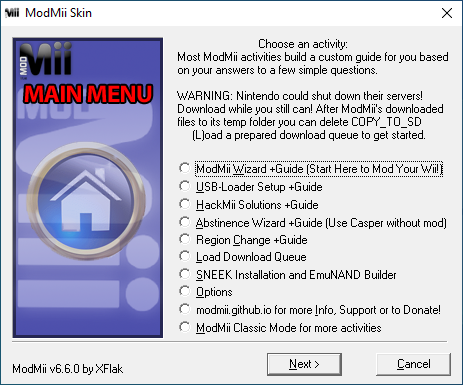 ModMii Skin
MOD Mii
MAIN MENU
Choose an activity:
Most ModMii activities build a custom guide for you based
on your answers to a few simple questions.
WARNING: Nintendo could shut down their servers!
Download while you still can! After ModMii's downloaded
files to its temp folder you can delete COPY_TO_SD
(L)oad a prepared download queue to get started.
ModMii Wizard +Guide (Start Here to Mod Your Wii!)
USB-Loader Setup +Guide
HackMii Solutions +Guide
Abstinence Wizard +Guide (Use Casper without mod)
Region Change +Guide
Load Download Queue
SNEEK Installation and EmuNAND Builder
Options
modmii.github.io for more Info, Support or to Donate!
ModMii Classic Mode for more activities
ModMii v6.6.0 by XFlak
Next >
Cancel